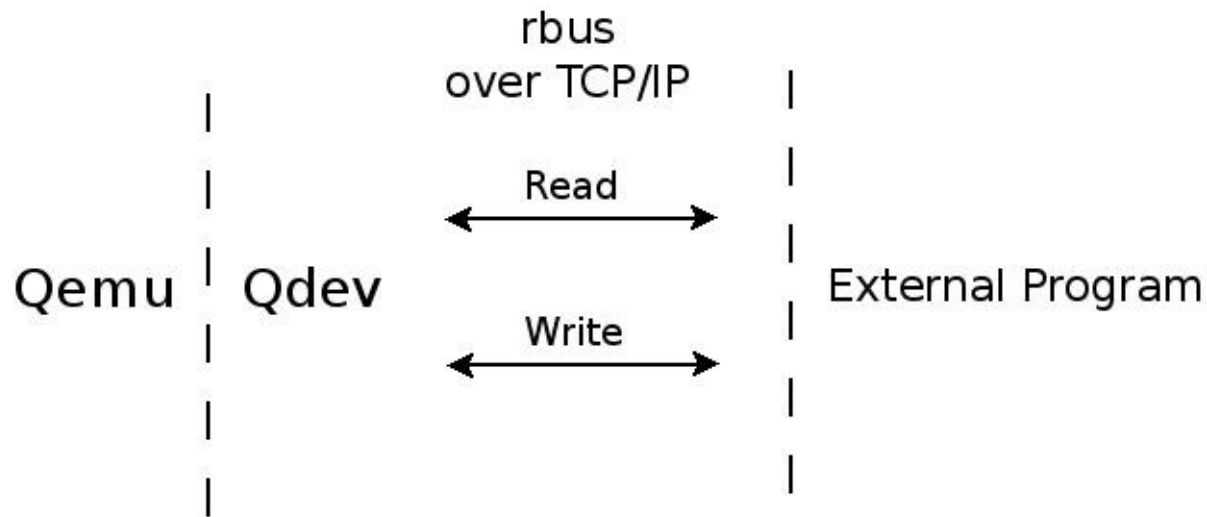 rbus
over TCP/IP
Read
Qemu
Qdev
External Program
Write